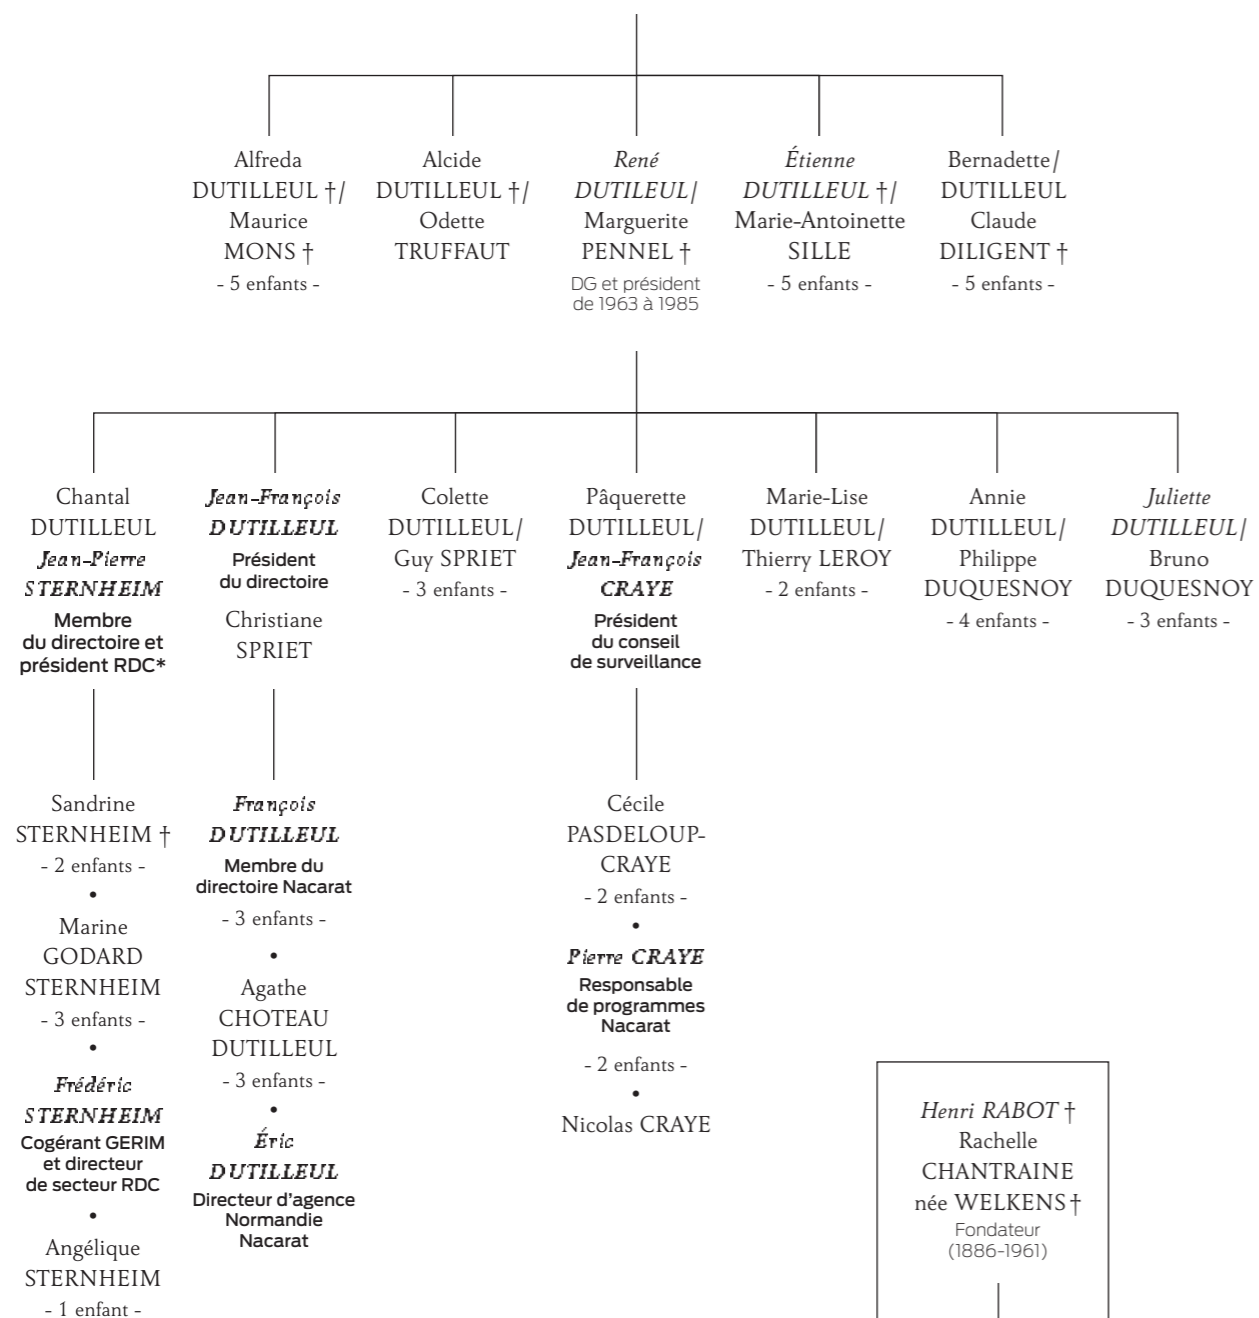 Alfreda
DUTILLEUL †/
Maurice
MONS †
- 5 enfants -
Alcide
DUTILLEUL †/
Odette
TRUFFAUT
René
DUTILEUL/
Marguerite
PENNEL †
DG et président
de 1963 à 1985
Étienne
DUTILLEUL †/
Marie-Antoinette
SILLE
- 5 enfants -
Bernadette/
DUTILLEUL
Claude
DILIGENT †
- 5 enfants -
Chantal
DUTILLEUL
Jean-Pierre
STERNHEIM
Membre
du directoire et
président RDC*
Jean-François
DUTILLEUL
Président
du directoire
Christiane
SPRIET
Colette
DUTILLEUL/
Guy SPRIET
- 3 enfants -
Pâquerette
DUTILLEUL/
Jean-François
CRAYE
Président
du conseil
de surveillance
Marie-Lise
DUTILLEUL/
Thierry LEROY
- 2 enfants -
Annie
DUTILLEUL/
Philippe
DUQUESNOY
- 4 enfants -
Juliette
DUTILLEUL/
Bruno
DUQUESNOY
- 3 enfants -
Sandrine
STERNHEIM †
- 2 enfants -
•
Marine
GODARD
STERNHEIM
- 3 enfants -
•
Frédéric
STERNHEIM
Cogérant GERIM
et directeur
de secteur RDC
•
Angélique
STERNHEIM
- 1 enfant -
François
DUTILLEUL
Membre du
directoire Nacarat
- 3 enfants -
•
Agathe
CHOTEAU
DUTILLEUL
- 3 enfants -
•
Éric
DUTILLEUL
Directeur d'agence
Normandie
Nacarat
Cécile
PASDELOUP-
CRAYE
- 2 enfants -
•
Pierre CRAYE
Responsable
de programmes
Nacarat
- 2 enfants -
•
Nicolas CRAYE
Henri RABOT †
Rachelle
CHANTRAINE
née WELKENS †
Fondateur
(1886-1961)